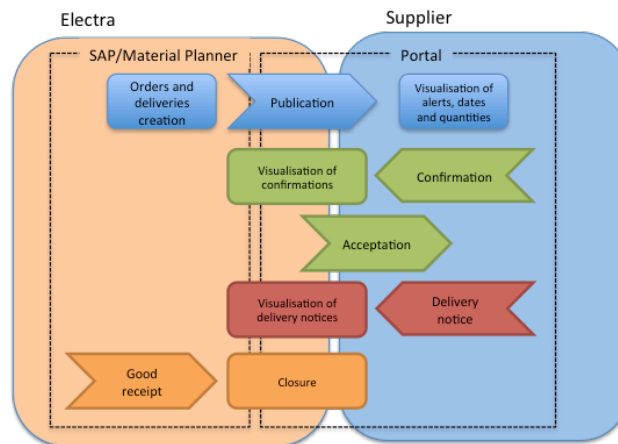 Electra
Supplier
SAP/Material Planner
Portal
Orders and
deliveries
creation
Publication
Visualisation of
alerts, dates
and quantities
Visualisation of
confirmations
Confirmation
Acceptation
Visualisation of
delivery notices
Delivery
notice
Good
receipt
Closure